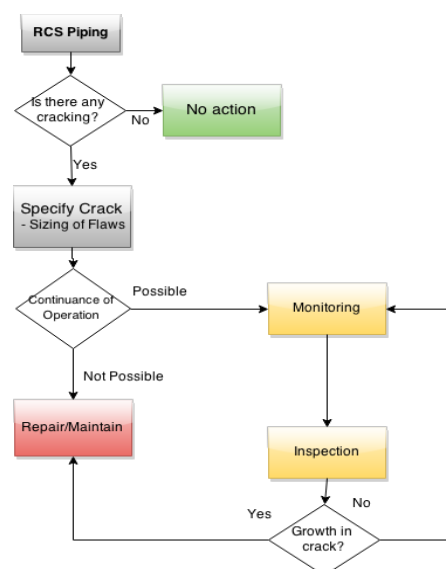 RCS Piping
Is there any
cracking?
No
No action
Yes
Specify Crack
- Sizing of Flaws
Continuance of
Operation
Possible
Monitoring
Not Possible
Repair/Maintain
Inspection
Yes
No
Growth in
crack?